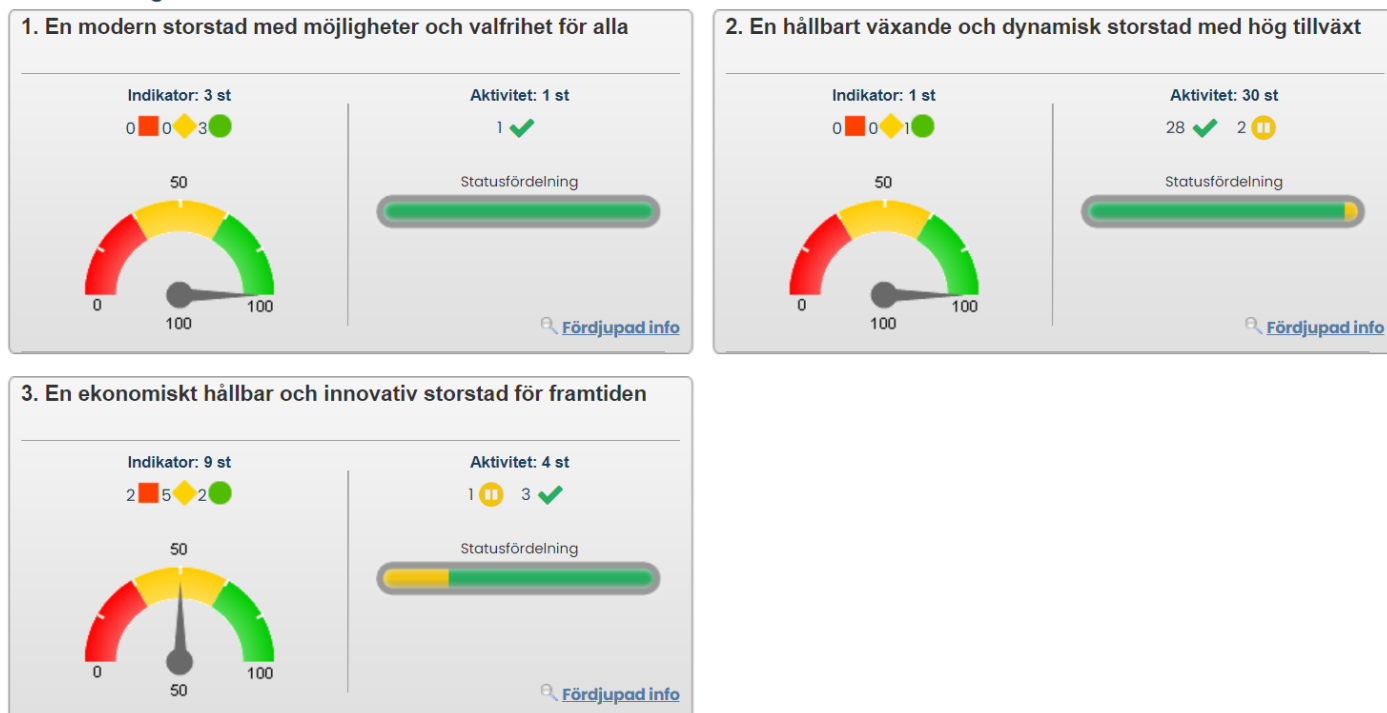 1. En modern storstad med möjligheter och valfrihet för alla
Indikator: 3 st
0 0 3
50
0
100
100
Aktivitet: 1 st
1
Statusfördelning
Fördjupad info
2. En hållbart växande och dynamisk storstad med hög tillväxt
Indikator: 1 st
0 0 1
50
0
100
100
Aktivitet: 30 st
28 2
Statusfördelning
Fördjupad info
3. En ekonomiskt hållbar och innovativ storstad för framtiden
Indikator: 9 st
2 5 2
50
0
100
50
Aktivitet: 4 st
1 3
Statusfördelning
Fördjupad info